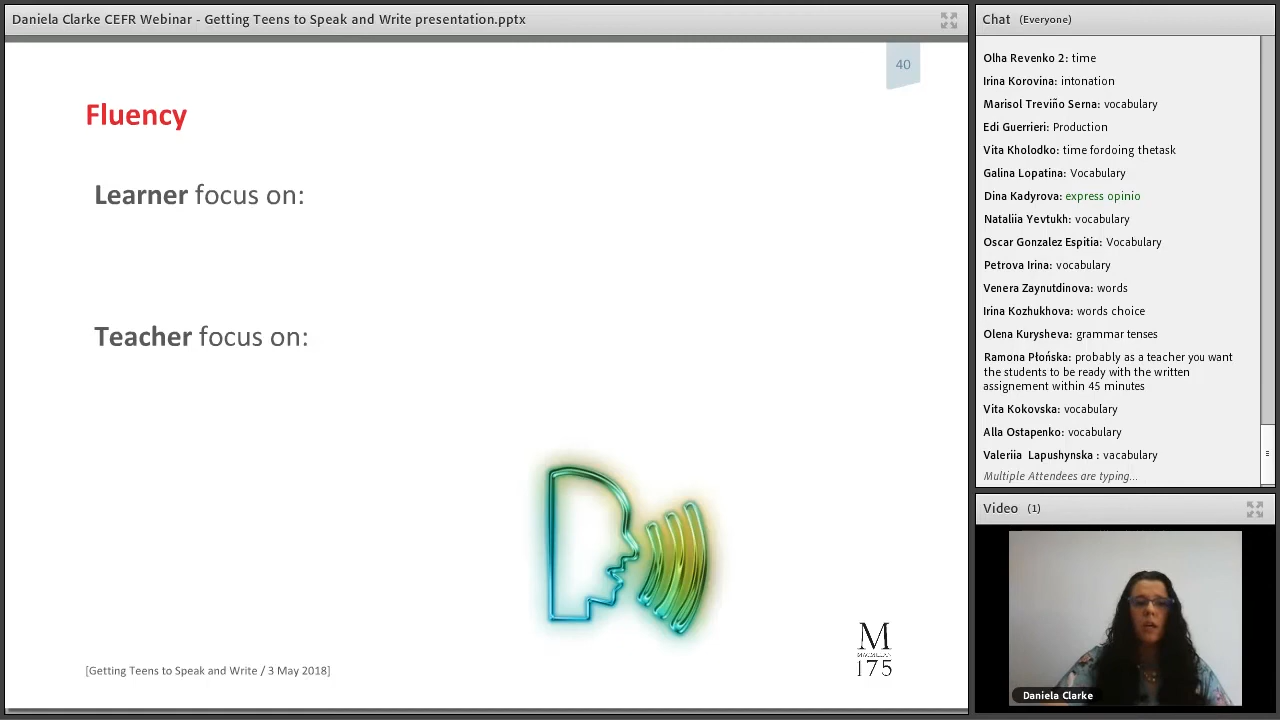 Daniela Clarke CEFR Webinar - Getting Teens to Speak and Write presentation.pptx
40
Fluency
Learner focus on:
Teacher focus on:
[Getting Teens to Speak and Write / 3 May 2018]
M
MACMILLAN
175
Chat (Everyone)
Olha Revenko 2: time
Irina Korovina: intonation
Marisol Treviño Serna: vocabulary
Edi Guerrieri: Production
Vita Kholodko: time fordoing thetask
Galina Lopatina: Vocabulary
Dina Kadyrova: express opinio
Nataliia Yevtukh: vocabulary
Oscar Gonzalez Espitia: Vocabulary
Petrova Irina: vocabulary
Venera Zaynutdinova: words
Irina Kozhukhova: words choice
Olena Kurysheva: grammar tenses
Ramona Płońska: probably as a teacher you want
the students to be ready with the written
assignement within 45 minutes
Vita Kokovska: vocabulary
Alla Ostapenko: vocabulary
Valeriia Lapushynska : vacabulary
Multiple Attendees are typing...
Video (1)
Daniela Clarke